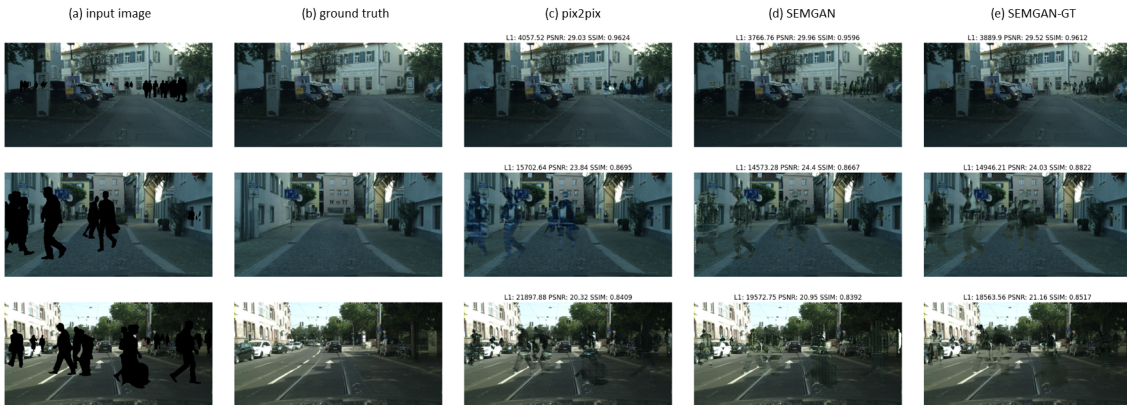 (a) input image
(b) ground truth
(c) pix2pix
(d) SEMGAN
(e) SEMGAN-GT
L1: 4057.52 PSNR: 29.03 SSIM: 0.9624
L1: 3766.76 PSNR: 29.96 SSIM: 0.9596
L1: 3889.9 PSNR: 29.52 SSIM: 0.9612
L1: 15702.64 PSNR: 23.84 SSIM: 0.8695
L1: 14573.28 PSNR: 24.4 SSIM: 0.8667
L1: 14946.21 PSNR: 24.03 SSIM: 0.8822
L1: 21897.88 PSNR: 20.32 SSIM: 0.8409
L1: 19572.75 PSNR: 20.95 SSIM: 0.8392
L1: 18563.56 PSNR: 21.16 SSIM: 0.8517